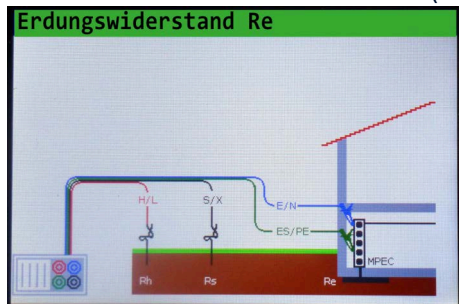 Erdungswiderstand Re
H/L
S/X
E/N
ES/PE
MPEC
Rh
Rs
Re